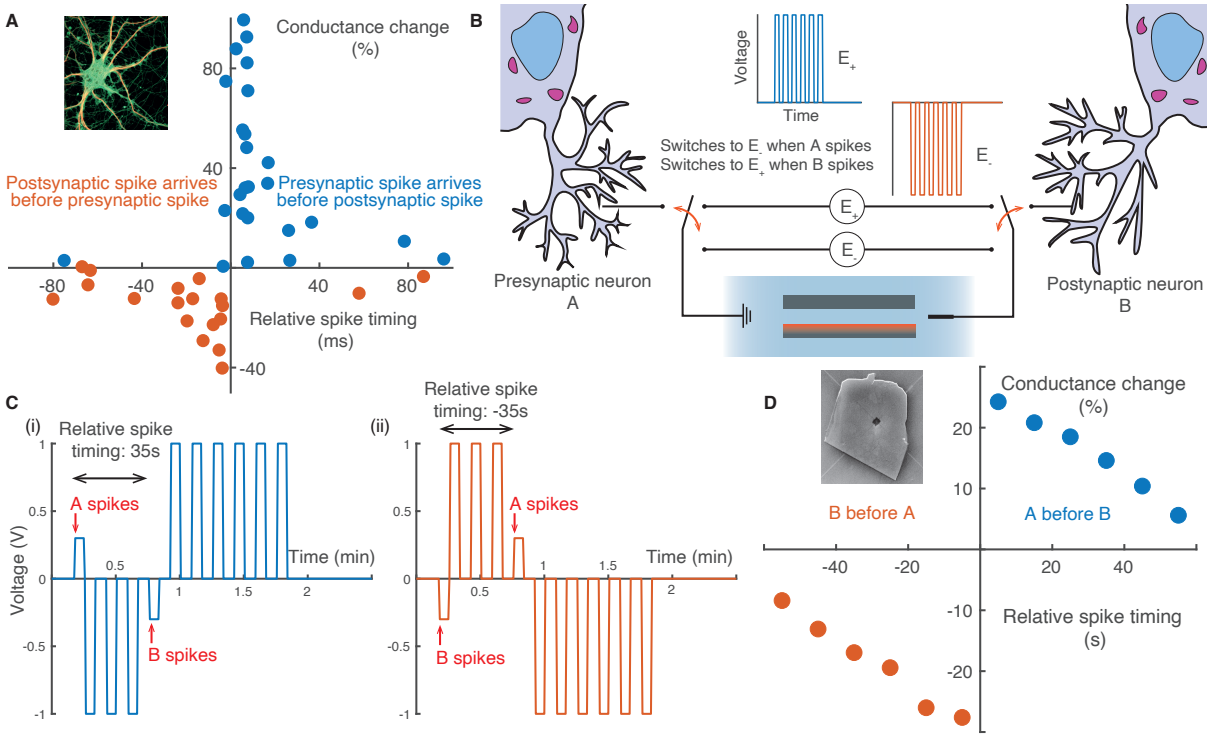 A
Conductance change
(%)
80
40
Postsynaptic spike arrives
before presynaptic spike
Presynaptic spike arrives
before postsynaptic spike
-80
-40
40
80
Relative spike timing
(ms)
-40
B
Voltage
Time
E+
E-
Switches to E- when A spikes
Switches to E+ when B spikes
E+
E-
Presynaptic neuron
A
Postynaptic neuron
B
C
(i)
Relative spike
timing: 35s
A spikes
B spikes
Voltage (V)
1
0.5
0
-0.5
-1
Time (min)
0.5
1
1.5
2
(ii)
Relative spike
timing: -35s
A spikes
B spikes
Time (min)
1
0.5
0
-0.5
-1
0.5
1
1.5
2
D
Conductance change
(%)
20
10
B before A
A before B
-40
-20
20
40
-10
-20
Relative spike timing
(s)